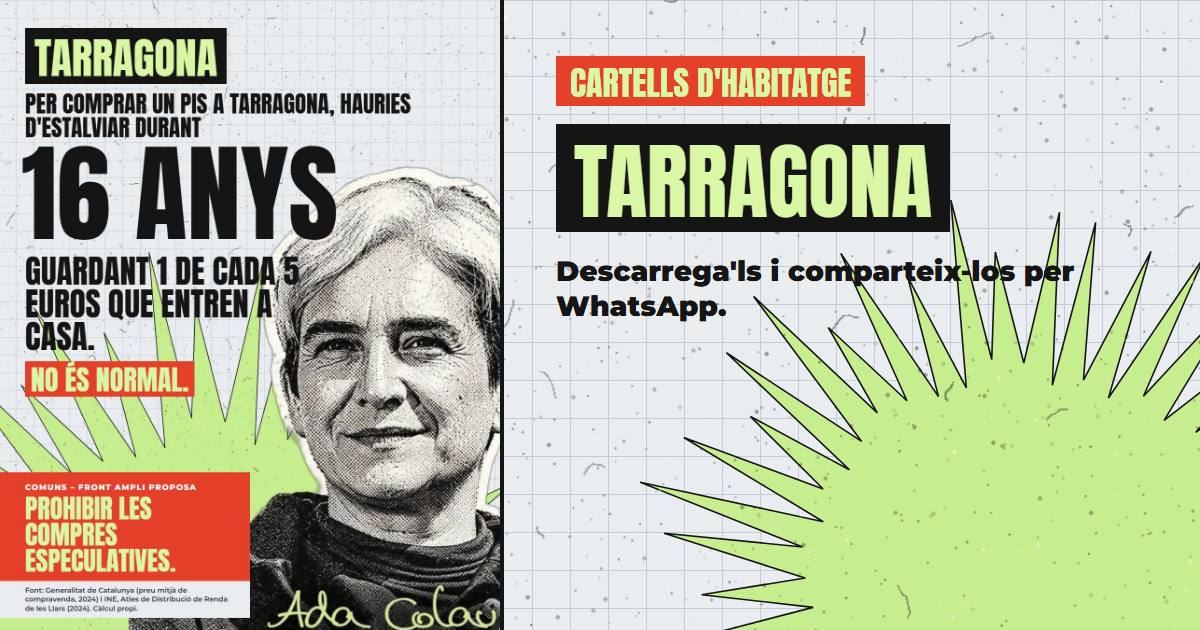 TARRAGONA
PER COMPRAR UN PIS A TARRAGONA, HAURIES
D'ESTALVIAR DURANT
16 ANYS
GUARDANT 1 DE CADA 5
EUROS QUE ENTREN A
CASA.
NO ÉS NORMAL.
COMUNS – FRONT AMPLI PROPOSA
PROHIBIR LES
COMPRES
ESPECULATIVES.
Font: Generalitat de Catalunya (preu mitjà de
compravenda, 2024) i INE, Atles de Distribució de Renda
de les Llars (2024). Càlcul propi.
Ada Colau
CARTELLS D'HABITATGE
TARRAGONA
Descarrega'ls i comparteix-los per
WhatsApp.